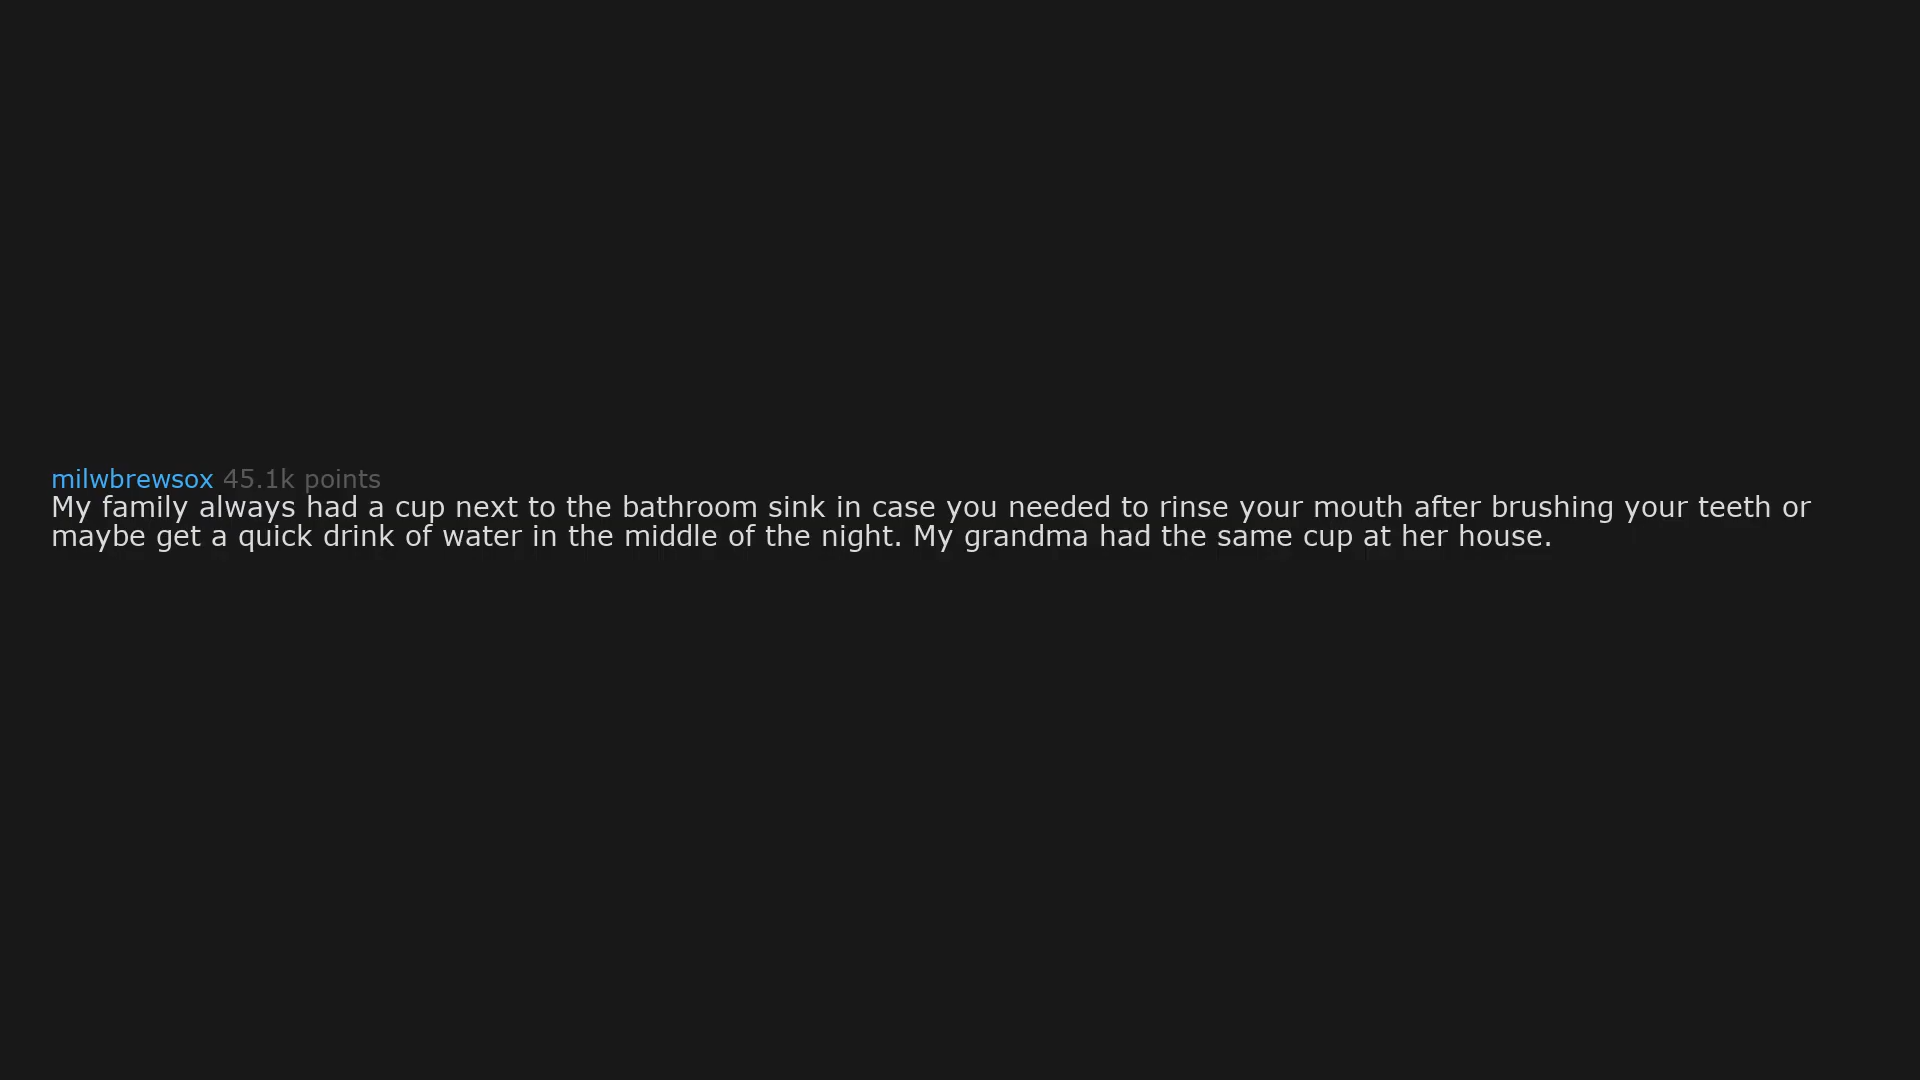 milwbrewsox 45.1k points
My family always had a cup next to the bathroom sink in case you needed to rinse your mouth after brushing your teeth or
maybe get a quick drink of water in the middle of the night. My grandma had the same cup at her house.